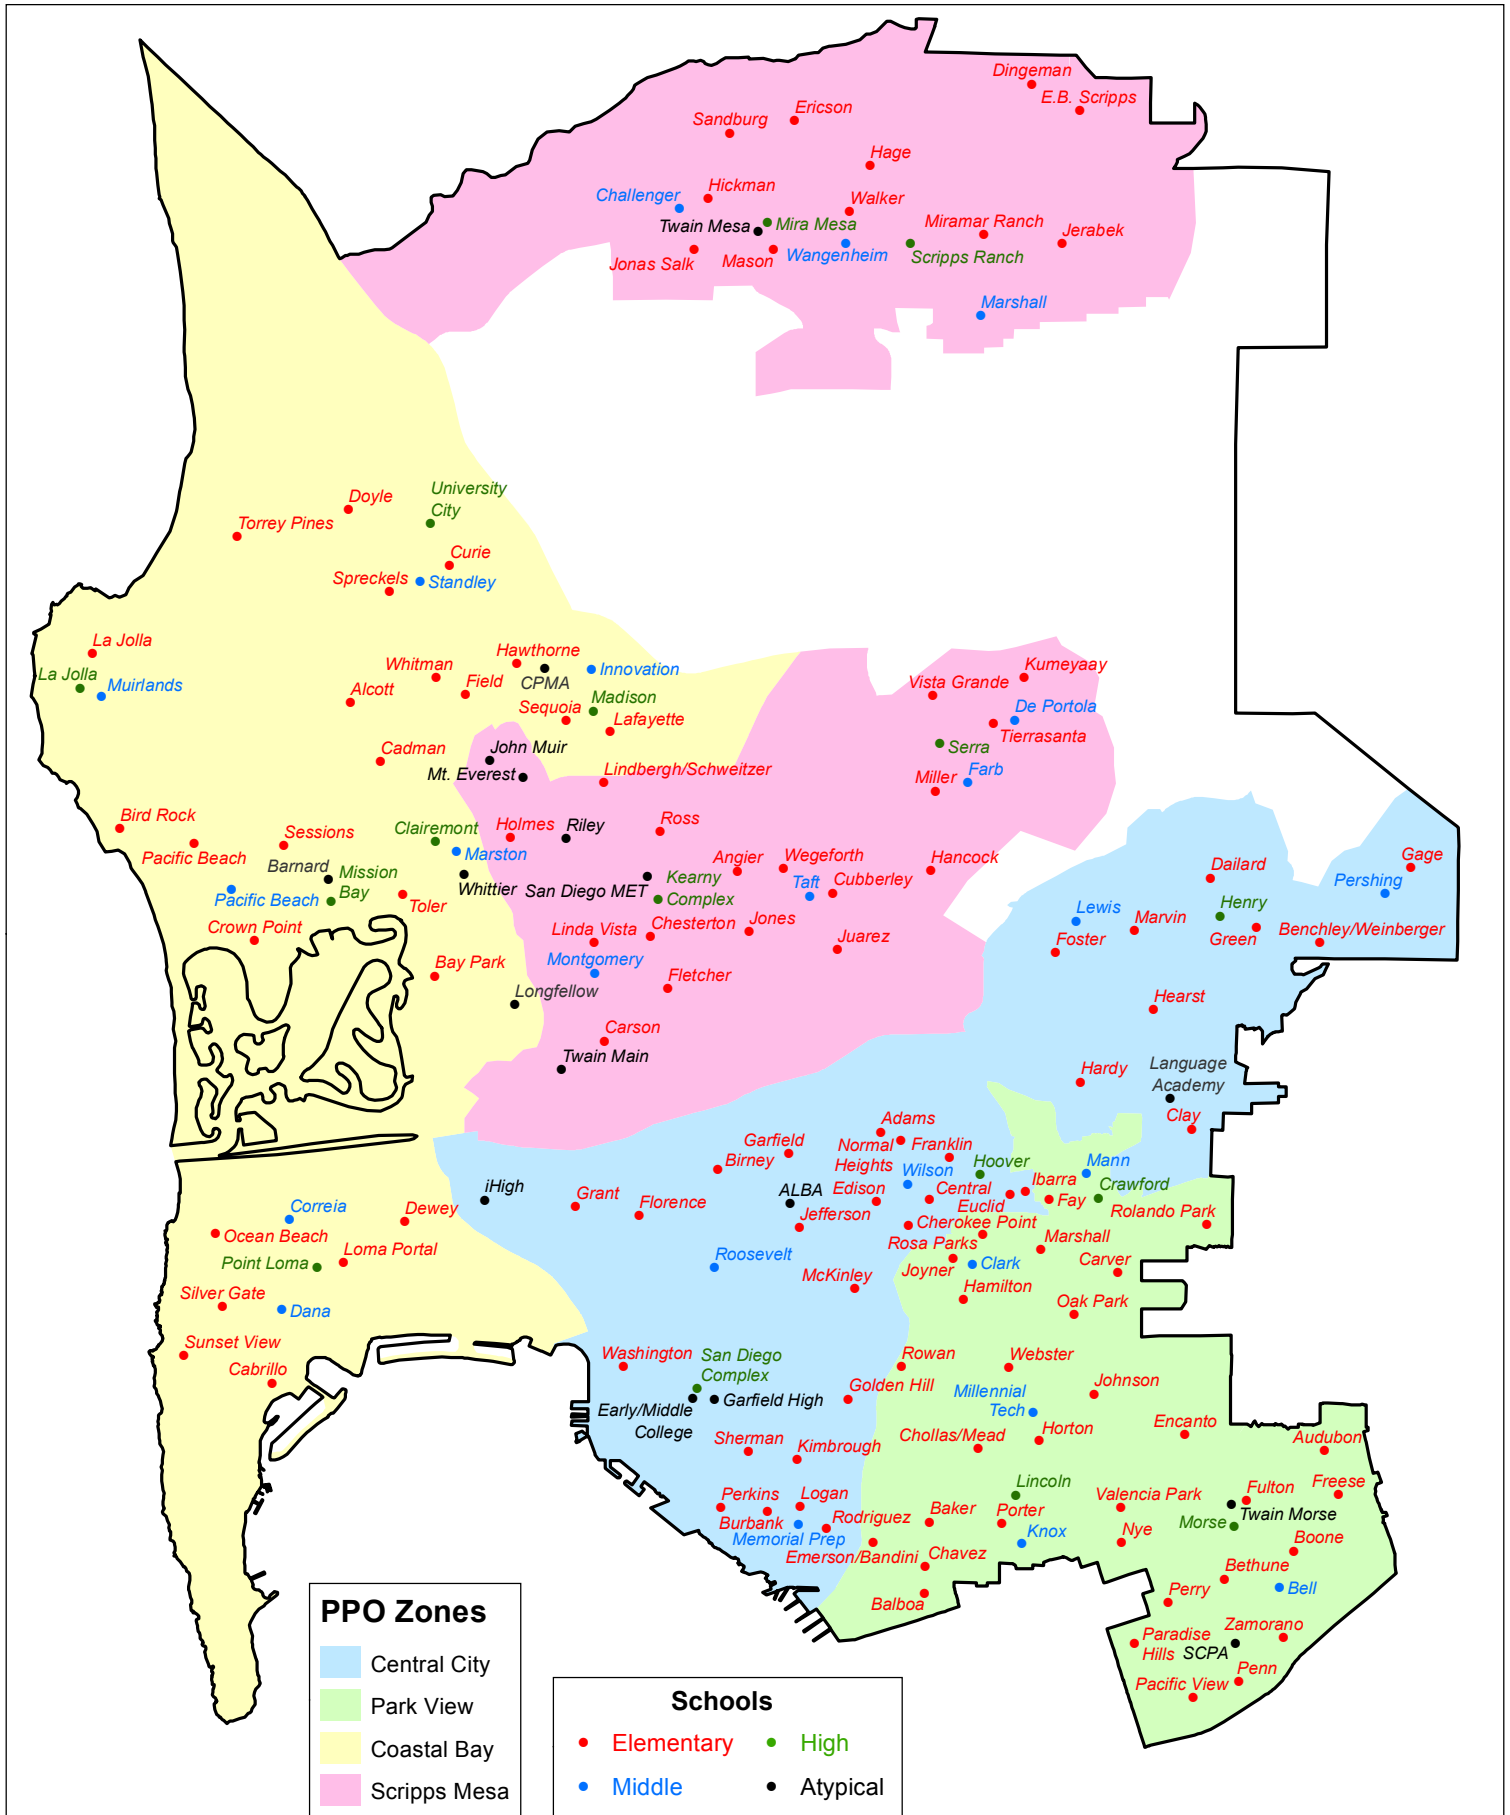 Dingeman
E.B. Scripps
Ericson
Sandburg
Hage
Hickman
Challenger
Walker
Twain Mesa
Mira Mesa
Miramar Ranch
Jerabek
Jonas Salk
Mason
Wangenheim
Scripps Ranch
Marshall
University
City
Doyle
Torrey Pines
Curie
Spreckels
Standley
La Jolla
La Jolla
Muirlands
Hawthorne
Whitman
Innovation
CPMA
Field
Alcott
Madison
Sequoia
Lafayette
Kumeyaay
Vista Grande
De Portola
Tierrasanta
Serra
Cadman
John Muir
Mt. Everest
Lindbergh/Schweitzer
Miller
Farb
Bird Rock
Pacific Beach
Sessions
Clairemont
Marston
Holmes
Riley
Ross
Barnard
Mission
Bay
Whittier
San Diego MET
Kearny
Complex
Angier
Wegeforth
Taft
Cubberley
Hancock
Pacific Beach
Toler
Crown Point
Linda Vista
Chesterton
Jones
Juarez
Montgomery
Bay Park
Fletcher
Longfellow
Carson
Twain Main
Gage
Dailard
Pershing
Lewis
Marvin
Henry
Green
Benchley/Weinberger
Foster
Hearst
Hardy
Language
Academy
Clay
Adams
Garfield
Normal
Heights
Franklin
Birney
Hoover
Mann
Wilson
Ibarra
Crawford
iHigh
Grant
Florence
ALBA
Edison
Central
Euclid
Fay
Rolando Park
Jefferson
Cherokee Point
Correia
Dewey
Ocean Beach
Loma Portal
Point Loma
Rosa Parks
Marshall
Roosevelt
Joyner
Clark
Carver
McKinley
Hamilton
Oak Park
Silver Gate
Dana
Sunset View
Cabrillo
Washington
San Diego
Complex
Early/Middle
College
Garfield High
Rowan
Golden Hill
Webster
Johnson
Millennial
Tech
Horton
Encanto
Audubon
Sherman
Kimbrough
Chollas/Mead
Lincoln
Valencia Park
Fulton
Freese
Perkins
Burbank
Logan
Memorial Prep
Rodriguez
Baker
Porter
Knox
Nye
Morse
Twain Morse
Boone
Emerson/Bandini
Chavez
Balboa
Bethune
Bell
Perry
Zamorano
Paradise
Hills
SCPA
Penn
Pacific View
PPO Zones
Central City
Park View
Coastal Bay
Scripps Mesa
Schools
Elementary
High
Middle
Atypical